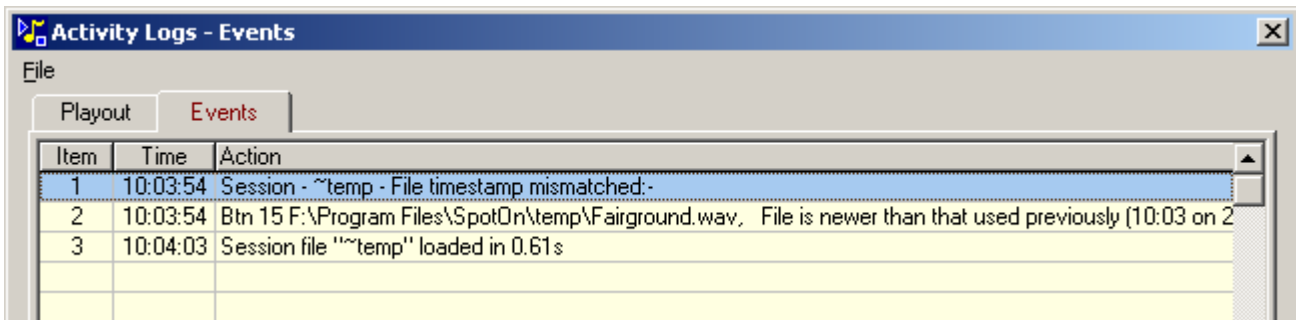 Activity Logs - Events
File
Playout Events
Item Time Action
1 10:03:54 Session - ~temp - File timestamp mismatched:-
2 10:03:54 Btn 15 F:\Program Files\SpotOn\temp\Fairground.wav, File is newer than that used previously (10:03 on 2
3 10:04:03 Session file "~temp" loaded in 0.61s